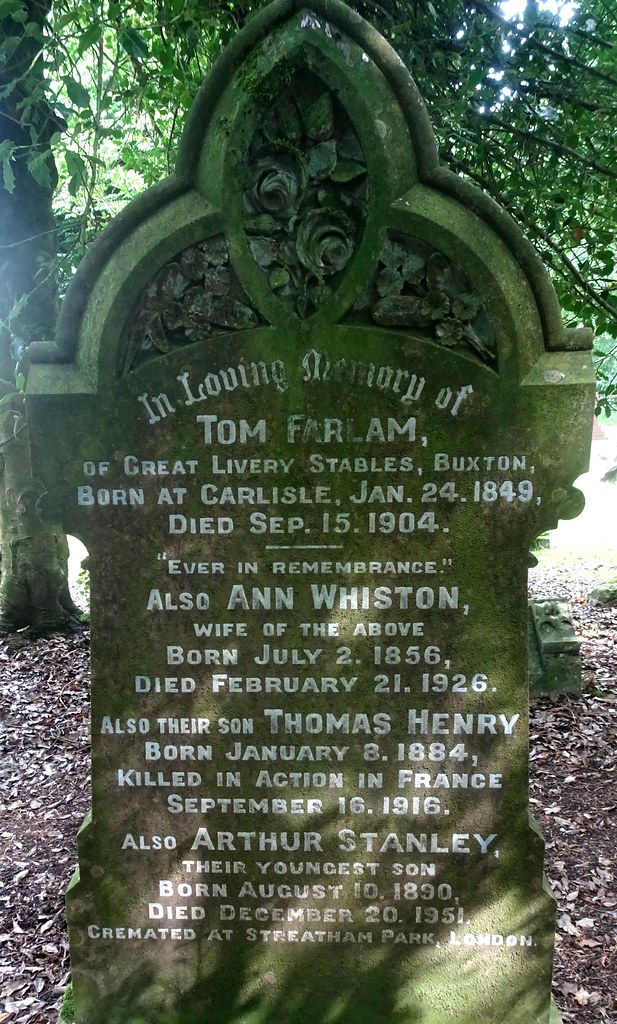 In Loving Memory of
TOM FARLAM,
OF GREAT LIVERY STABLES, BUXTON,
BORN AT CARLISLE, JAN. 24. 1849,
DIED SEP. 15. 1904.
"EVER IN REMEMBRANCE."
ALSO ANN WHISTON,
WIFE OF THE ABOVE
BORN JULY 2. 1856,
DIED FEBRUARY 21. 1926.
ALSO THEIR SON THOMAS HENRY
BORN JANUARY 8. 1884,
KILLED IN ACTION IN FRANCE
SEPTEMBER 16. 1916.
ALSO ARTHUR STANLEY,
THEIR YOUNGEST SON
BORN AUGUST 10. 1890,
DIED DECEMBER 20. 1951,
CREMATED AT STREATHAM PARK, LONDON.